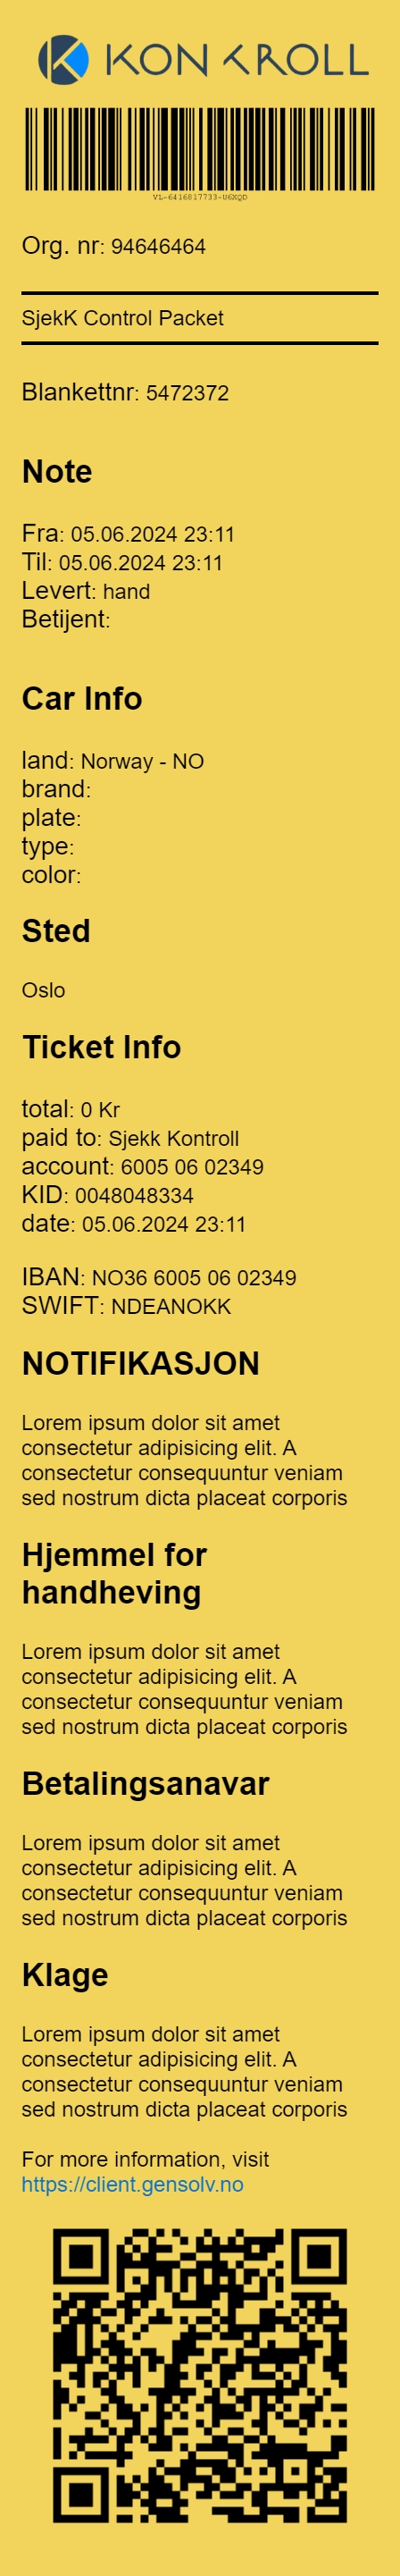 KONTROLL
VL-6416817733-U6XQD
Org. nr: 94646464
SjekK Control Packet
Blankettnr: 5472372
Note
Fra: 05.06.2024 23:11
Til: 05.06.2024 23:11
Levert: hand
Betijent:
Car Info
land: Norway - NO
brand:
plate:
type:
color:
Sted
Oslo
Ticket Info
total: 0 Kr
paid to: Sjekk Kontroll
account: 6005 06 02349
KID: 0048048334
date: 05.06.2024 23:11
IBAN: NO36 6005 06 02349
SWIFT: NDEANOKK
NOTIFIKASJON
Lorem ipsum dolor sit amet
consectetur adipisicing elit. A
consectetur consequuntur veniam
sed nostrum dicta placeat corporis
Hjemmel for
handheving
Lorem ipsum dolor sit amet
consectetur adipisicing elit. A
consectetur consequuntur veniam
sed nostrum dicta placeat corporis
Betalingsanavar
Lorem ipsum dolor sit amet
consectetur adipisicing elit. A
consectetur consequuntur veniam
sed nostrum dicta placeat corporis
Klage
Lorem ipsum dolor sit amet
consectetur adipisicing elit. A
consectetur consequuntur veniam
sed nostrum dicta placeat corporis
For more information, visit
https://client.gensolv.no